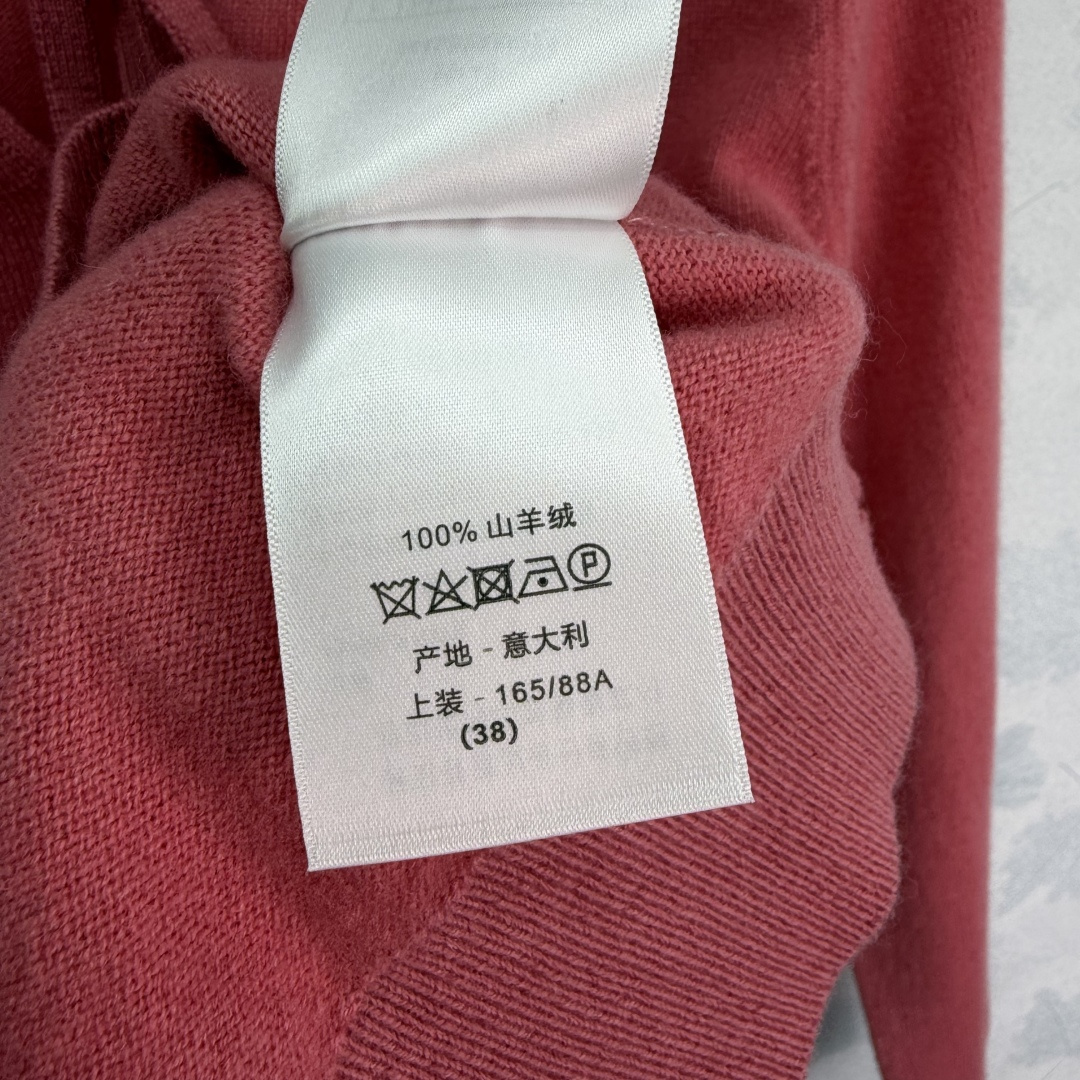 100% 山羊绒
P
产地 - 意大利
上装 - 165/88A
(38)